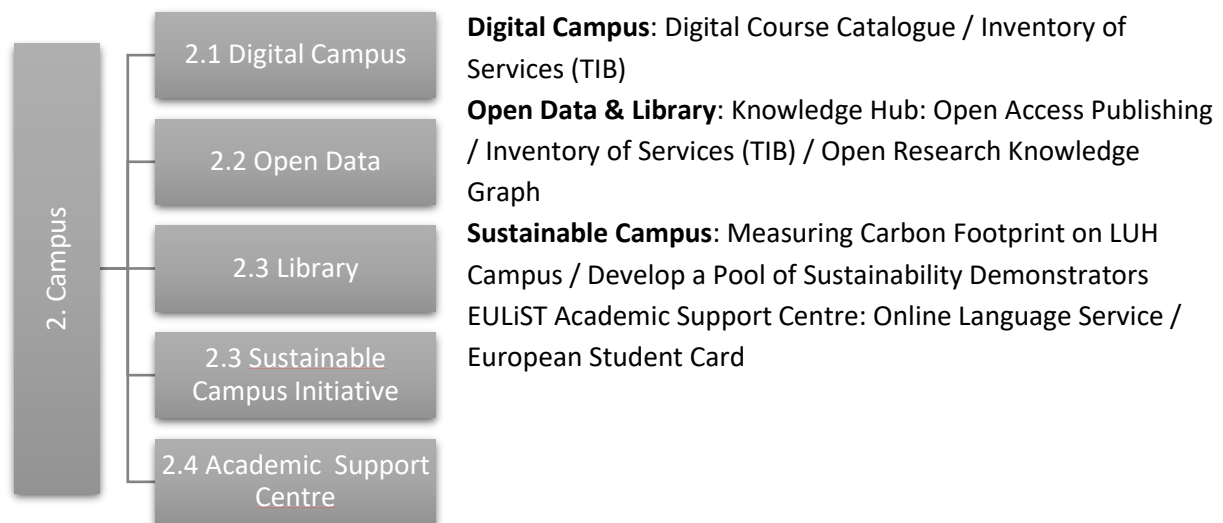 2. Campus
2.1 Digital Campus
2.2 Open Data
2.3 Library
2.3 Sustainable
Campus Initiative
2.4 Academic  Support
Centre
Digital Campus: Digital Course Catalogue / Inventory of
Services (TIB)
Open Data & Library: Knowledge Hub: Open Access Publishing
/ Inventory of Services (TIB) / Open Research Knowledge
Graph
Sustainable Campus: Measuring Carbon Footprint on LUH
Campus / Develop a Pool of Sustainability Demonstrators
EULiST Academic Support Centre: Online Language Service /
European Student Card